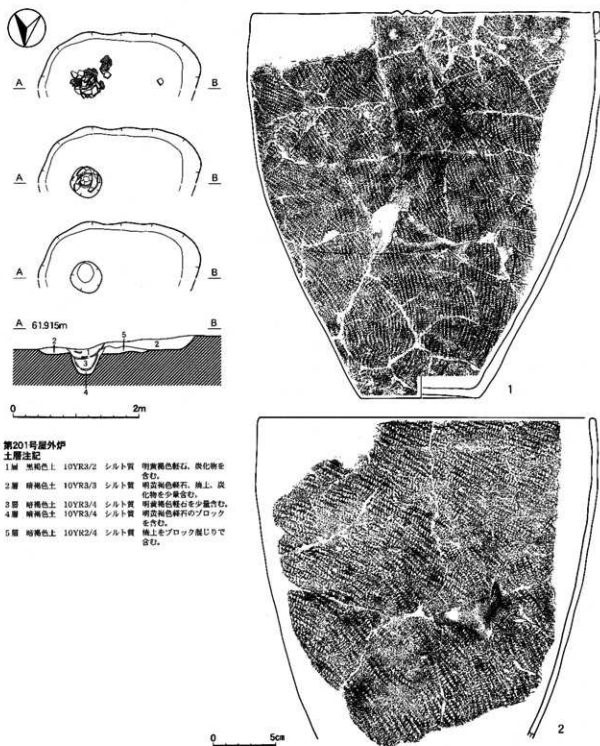 A B
A B
A B
A 61.915m B
2 5 2
3
4
0 2m
第201号屋外炉
土層注記
1層 黒褐色土 10YR3/2 シルト質 明黄褐色軽石、炭化物を
含む。
2層 暗褐色土 10YR3/3 シルト質 明黄褐色軽石、焼土、炭
化物を少量含む。
3層 暗褐色土 10YR3/4 シルト質 明黄褐色軽石を少量含む。
4層 暗褐色土 10YR3/4 シルト質 明黄褐色軽石のブロック
を含む。
5層 暗褐色土 10YR2/4 シルト質 焼土をブロック混じりで
含む。
1
2
0 5cm